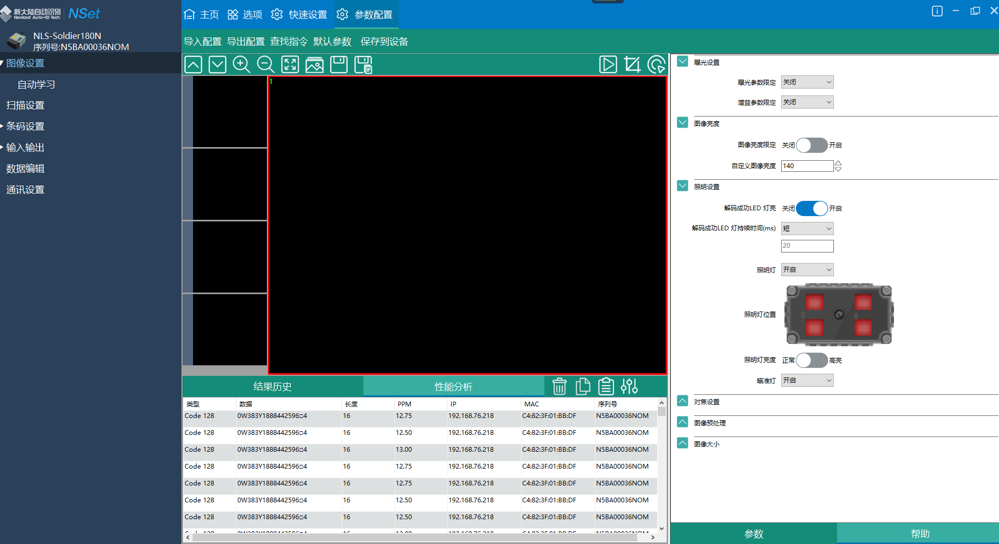 新大陆自动识别 NSet
Newland Auto-ID Tech
主页 选项 快速设置 参数配置
NLS-Soldier180N
序列号:N5BA00036NOM
导入配置 导出配置 查找指令 默认参数 保存到设备
图像设置
自动学习
扫描设置
条码设置
输入输出
数据编辑
通讯设置
1
结果历史 性能分析
类型 数据 长度 PPM IP MAC 序列号
Code 128 0W383Y1888442596□4 16 12.75 192.168.76.218 C4:82:3F:01:BB:DF N5BA00036NOM
Code 128 0W383Y1888442596□4 16 12.50 192.168.76.218 C4:82:3F:01:BB:DF N5BA00036NOM
Code 128 0W383Y1888442596□4 16 13.00 192.168.76.218 C4:82:3F:01:BB:DF N5BA00036NOM
Code 128 0W383Y1888442596□4 16 12.75 192.168.76.218 C4:82:3F:01:BB:DF N5BA00036NOM
Code 128 0W383Y1888442596□4 16 12.75 192.168.76.218 C4:82:3F:01:BB:DF N5BA00036NOM
Code 128 0W383Y1888442596□4 16 12.50 192.168.76.218 C4:82:3F:01:BB:DF N5BA00036NOM
Code 128 0W383Y1888442596□4 16 12.50 192.168.76.218 C4:82:3F:01:BB:DF N5BA00036NOM
曝光设置
曝光参数限定 关闭
增益参数限定 关闭
图像亮度
图像亮度限定 关闭 开启
自定义图像亮度 140
照明设置
解码成功LED 灯亮 关闭 开启
解码成功LED 灯持续时间(ms) 短
20
照明灯 开启
照明灯位置
照明灯亮度 正常 高亮
瞄准灯 开启
对焦设置
图像预处理
图像大小
参数 帮助